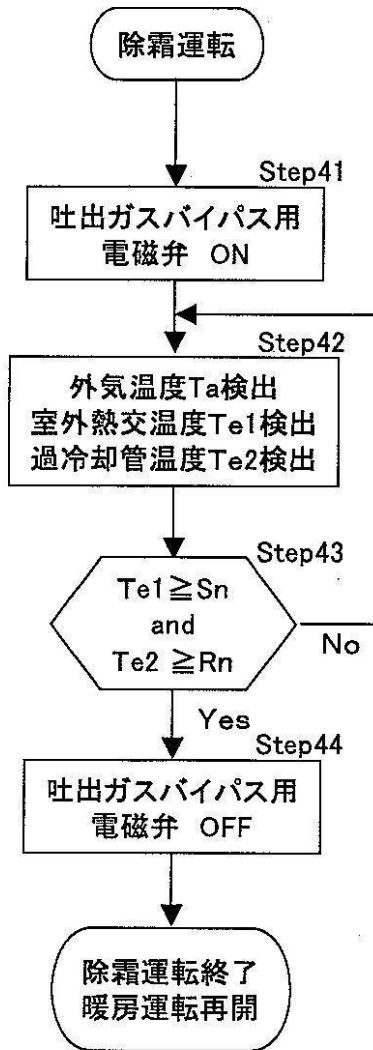 除霜運転
Step41
吐出ガスバイパス用
電磁弁 ON
Step42
外気温度Ta検出
室外熱交温度Te1検出
過冷却管温度Te2検出
Step43
Te1≧Sn
and
Te2 ≧Rn
No
Yes
Step44
吐出ガスバイパス用
電磁弁 OFF
除霜運転終了
暖房運転再開